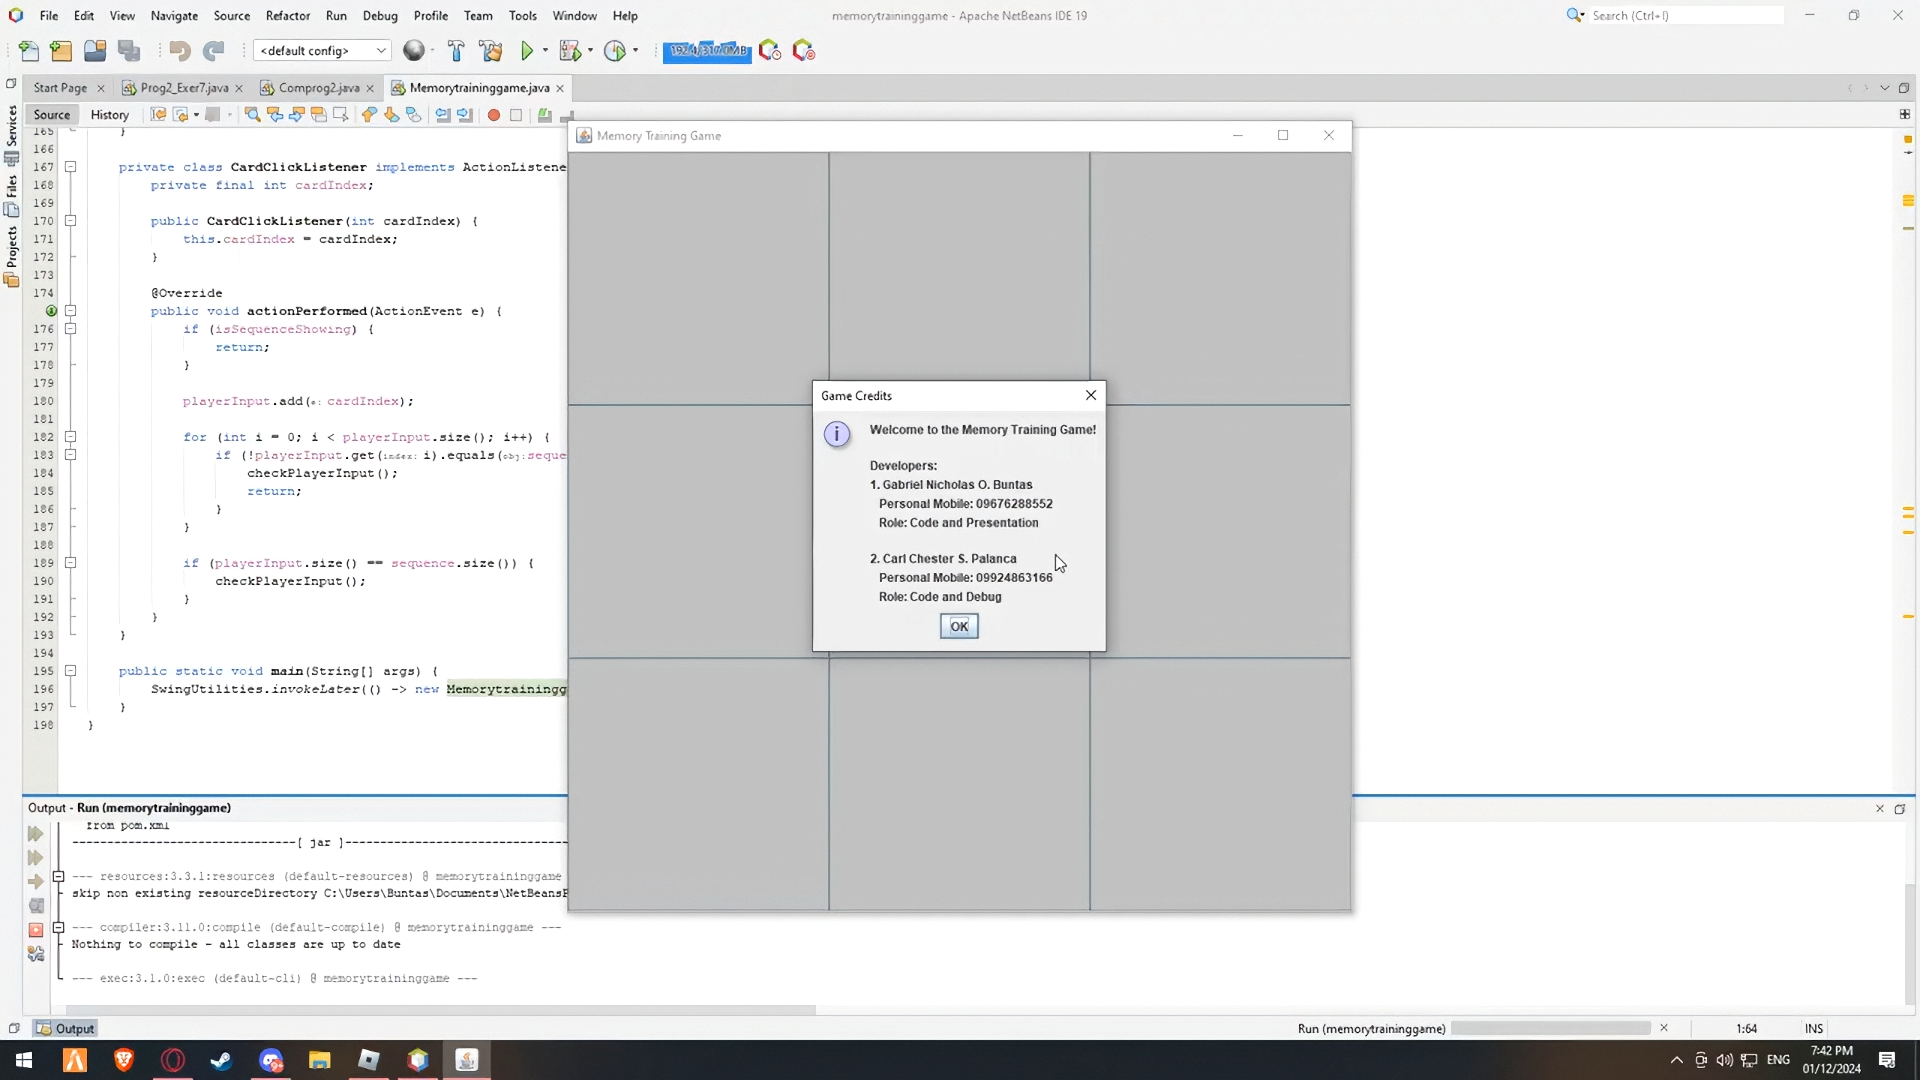 File Edit View Navigate Source Refactor Run Debug Profile Team Tools Window Help
memorytraininggame - Apache NetBeans IDE 19
Search (Ctrl+I)
<default config>
192.4/317.0MB
Start Page
Prog2_Exer7.java
Comprog2.java
Memorytraininggame.java
Source History
Services
Files
Projects
165 }
166
167 private class CardClickListener implements ActionListene
168 private final int cardIndex;
169
170 public CardClickListener(int cardIndex) {
171 this.cardIndex = cardIndex;
172 }
173
174 @Override
public void actionPerformed(ActionEvent e) {
176 if (isSequenceShowing) {
177 return;
178 }
179
180 playerInput.add(e: cardIndex);
181
182 for (int i = 0; i < playerInput.size(); i++) {
183 if (!playerInput.get(index: i).equals(obj: seque
184 checkPlayerInput();
185 return;
186 }
187 }
188
189 if (playerInput.size() == sequence.size()) {
190 checkPlayerInput();
191 }
192 }
193 }
194
195 public static void main(String[] args) {
196 SwingUtilities.invokeLater(() -> new Memorytrainingg
197 }
198 }
Memory Training Game
Game Credits
Welcome to the Memory Training Game!
Developers:
1. Gabriel Nicholas O. Buntas
Personal Mobile: 09676288552
Role: Code and Presentation
2. Carl Chester S. Palanca
Personal Mobile: 09924863166
Role: Code and Debug
OK
Output - Run (memorytraininggame)
from pom.xml
--------------------------------[ jar ]---------------------------------
--- resources:3.3.1:resources (default-resources) @ memorytraininggame
skip non existing resourceDirectory C:\Users\Buntas\Documents\NetBeansP
--- compiler:3.11.0:compile (default-compile) @ memorytraininggame ---
Nothing to compile - all classes are up to date
--- exec:3.1.0:exec (default-cli) @ memorytraininggame ---
Output
Run (memorytraininggame)
1:64
INS
ENG
7:42 PM
01/12/2024